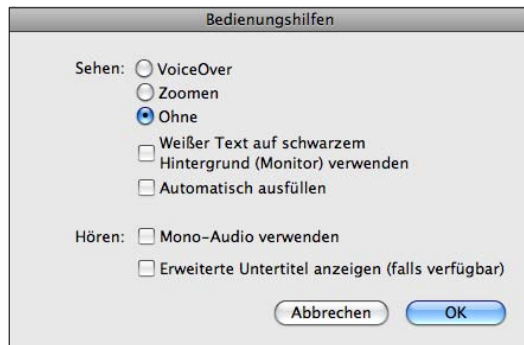 Bedienungshilfen
Sehen: VoiceOver
Zoomen
Ohne
Weißer Text auf schwarzem
Hintergrund (Monitor) verwenden
Automatisch ausfüllen
Hören: Mono-Audio verwenden
Erweiterte Untertitel anzeigen (falls verfügbar)
Abbrechen OK